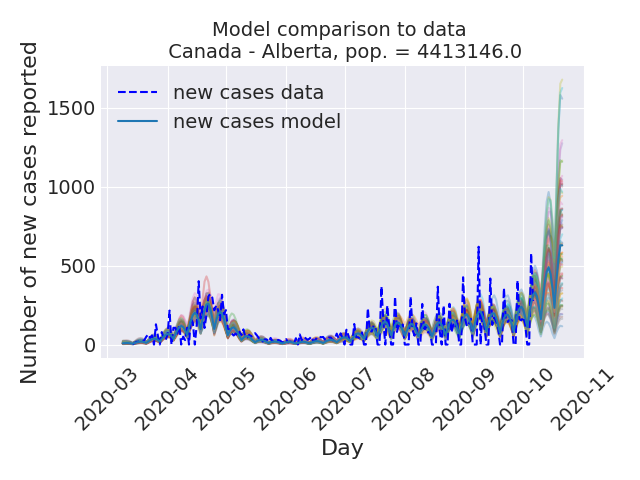 Model comparison to data
Canada - Alberta, pop. = 4413146.0
new cases data
new cases model
Number of new cases reported
1500
1000
500
0
2020-03
2020-04
2020-05
2020-06
2020-07
2020-08
2020-09
2020-10
2020-11
Day